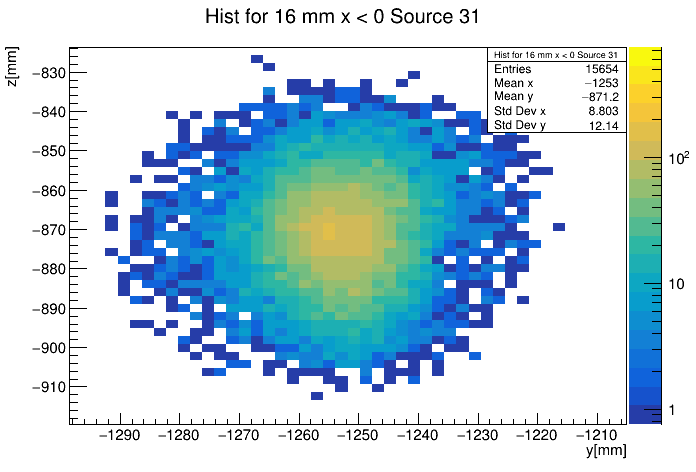 Hist for 16 mm x < 0 Source 31
z[mm]
Hist for 16 mm x < 0 Source 31
Entries 15654
Mean x −1253
Mean y −871.2
Std Dev x 8.803
Std Dev y 12.14
−830
−840
−850
−860
−870
−880
−890
−900
−910
10²
10
1
−1290 −1280 −1270 −1260 −1250 −1240 −1230 −1220 −1210
y[mm]